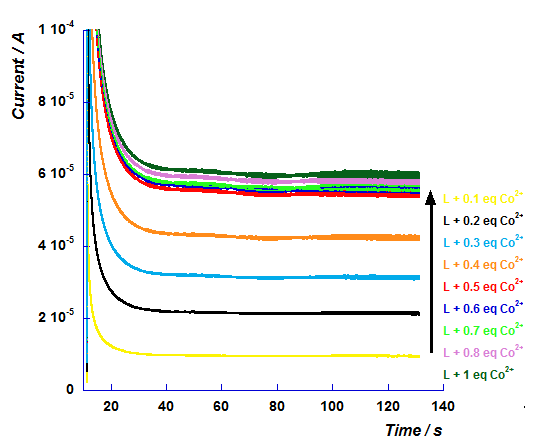 Current / A
1 10⁻⁴
8 10⁻⁵
6 10⁻⁵
4 10⁻⁵
2 10⁻⁵
0
20 40 60 80 100 120 140
Time / s
L + 0.1 eq Co²⁺
L + 0.2 eq Co²⁺
L + 0.3 eq Co²⁺
L + 0.4 eq Co²⁺
L + 0.5 eq Co²⁺
L + 0.6 eq Co²⁺
L + 0.7 eq Co²⁺
L + 0.8 eq Co²⁺
L + 1 eq Co²⁺